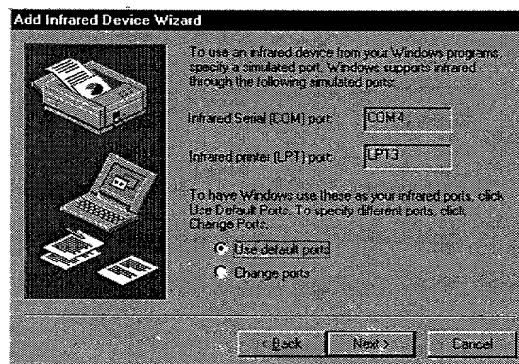 Add Infrared Device Wizard
To use an infrared device from your Windows programs,
specify a simulated port. Windows supports infrared
through the following simulated ports:
Infrared Serial (COM) port:
COM4
Infrared printer (LPT) port:
LPT3
To have Windows use these as your infrared ports, click
Use Default Ports. To specify different ports, click
Change Ports.
Use default ports
Change ports
< Back
Next >
Cancel